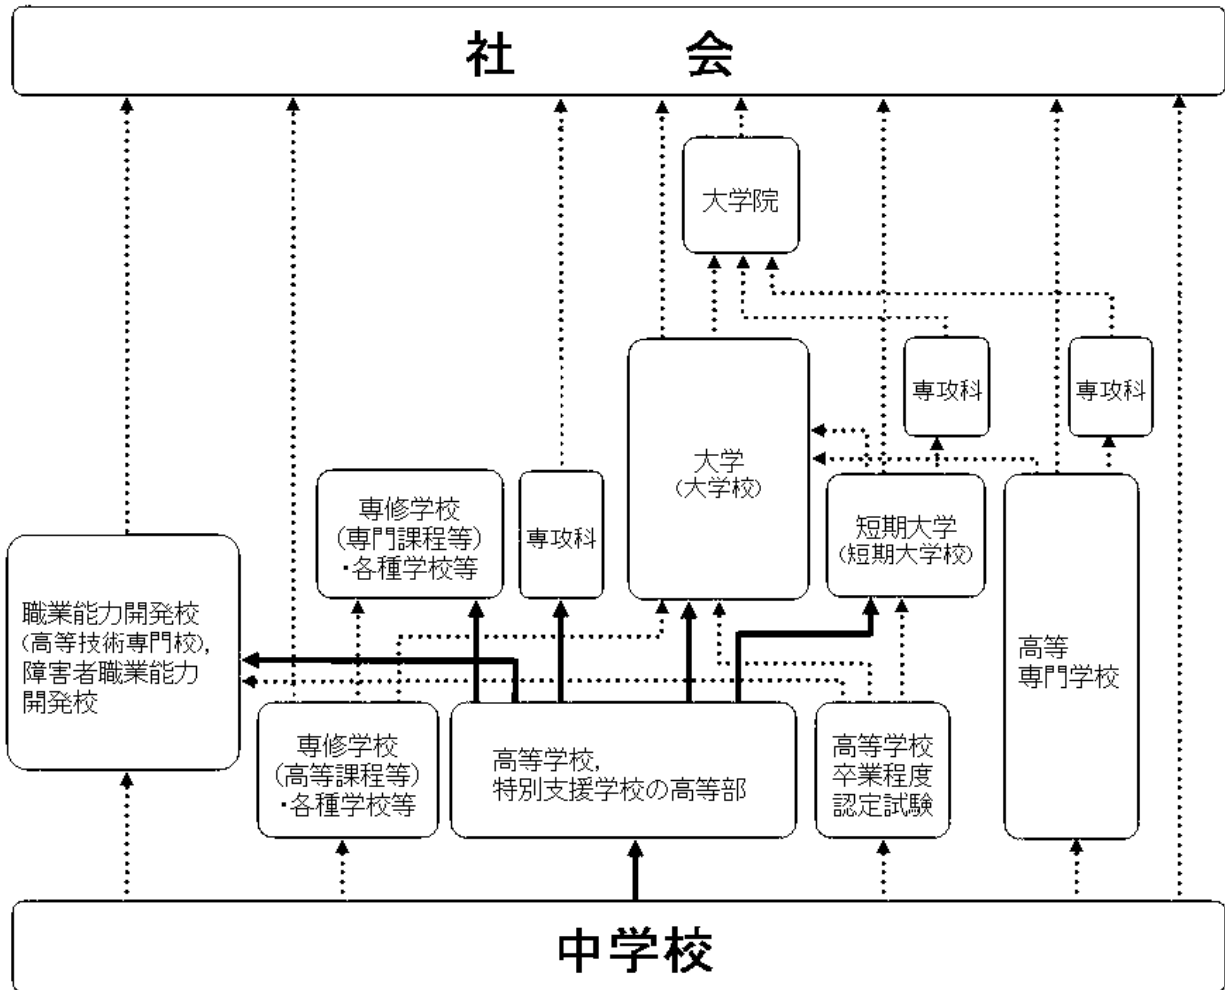 社　会
大学院
専攻科
専攻科
大学
(大学校)
専修学校
(専門課程等)
・各種学校等
専攻科
短期大学
(短期大学校)
職業能力開発校
(高等技術専門校),
障害者職業能力
開発校
高等
専門学校
専修学校
(高等課程等)
・各種学校等
高等学校,
特別支援学校の高等部
高等学校
卒業程度
認定試験
中学校